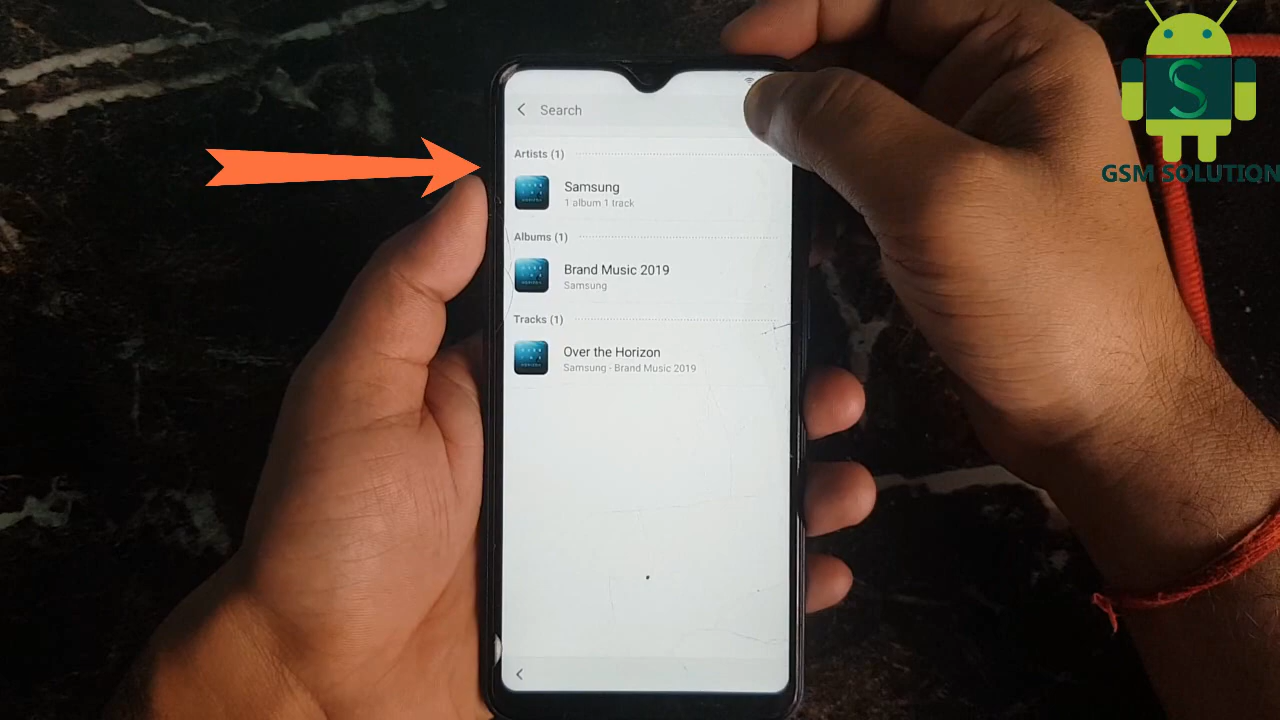 Search
Artists (1)
Samsung
1 album 1 track
Albums (1)
Brand Music 2019
Samsung
Tracks (1)
Over the Horizon
Samsung - Brand Music 2019
S
GSM SOLUTION